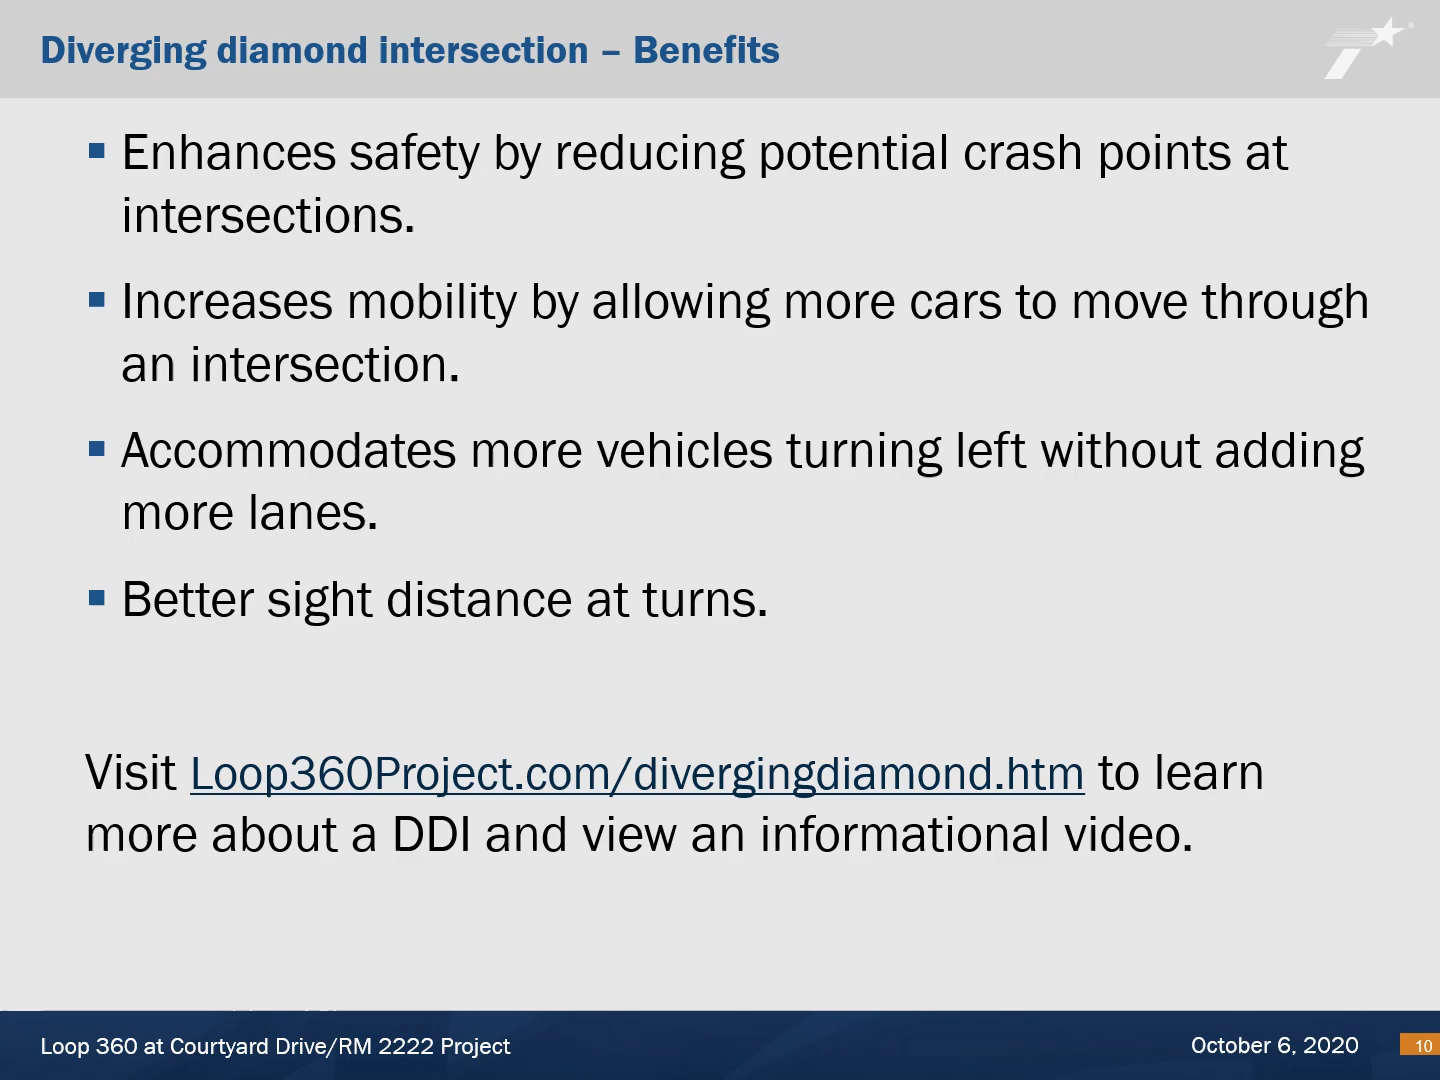 Diverging diamond intersection – Benefits
▪ Enhances safety by reducing potential crash points at
intersections.
▪ Increases mobility by allowing more cars to move through
an intersection.
▪ Accommodates more vehicles turning left without adding
more lanes.
▪ Better sight distance at turns.
Visit Loop360Project.com/divergingdiamond.htm to learn
more about a DDI and view an informational video.
Loop 360 at Courtyard Drive/RM 2222 Project
October 6, 2020
10